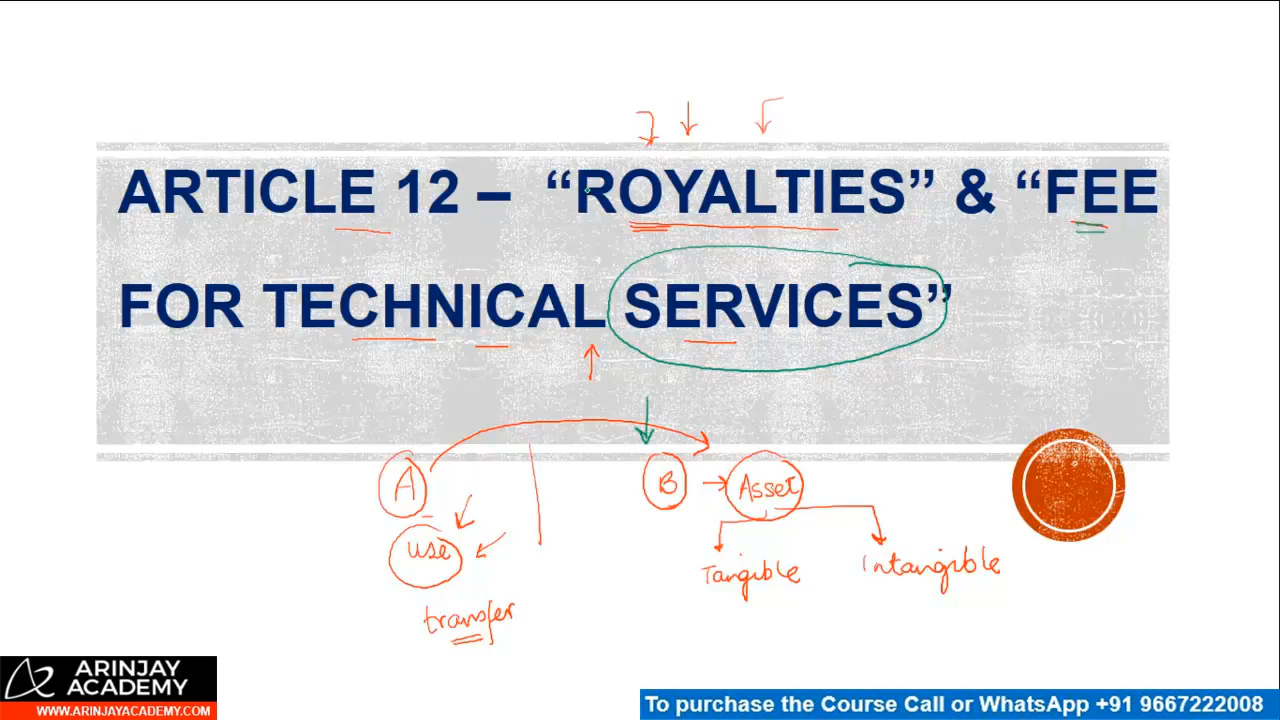 ARTICLE 12 – “ROYALTIES” & “FEE
FOR TECHNICAL SERVICES”
A
B
Asset
use
Tangible
Intangible
transfer
ARINJAY
ACADEMY
WWW.ARINJAYACADEMY.COM
To purchase the Course Call or WhatsApp +91 9667222008